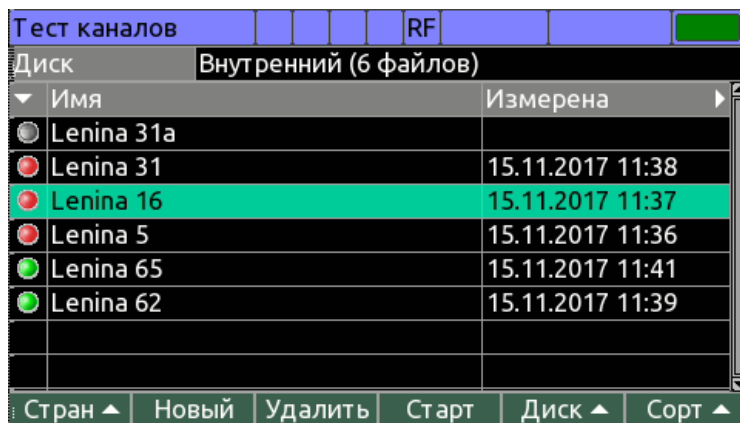 Тест каналов RF
Диск Внутренний (6 файлов)
Имя Измерена
Lenina 31a
Lenina 31 15.11.2017 11:38
Lenina 16 15.11.2017 11:37
Lenina 5 15.11.2017 11:36
Lenina 65 15.11.2017 11:41
Lenina 62 15.11.2017 11:39
Стран Новый Удалить Старт Диск Сорт